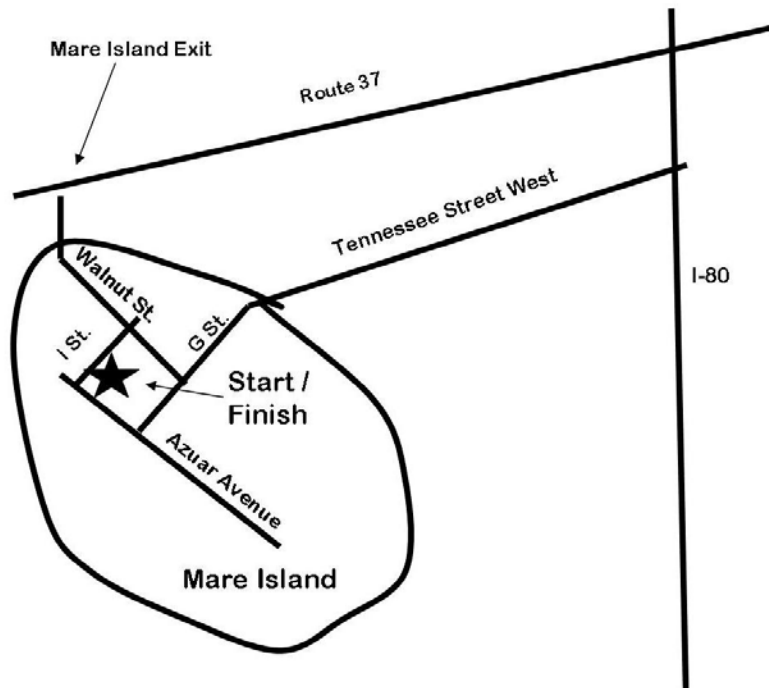 Mare Island Exit
Route 37
Tennessee Street West
I-80
Walnut St.
I St.
G St.
Start /
Finish
Azuar Avenue
Mare Island